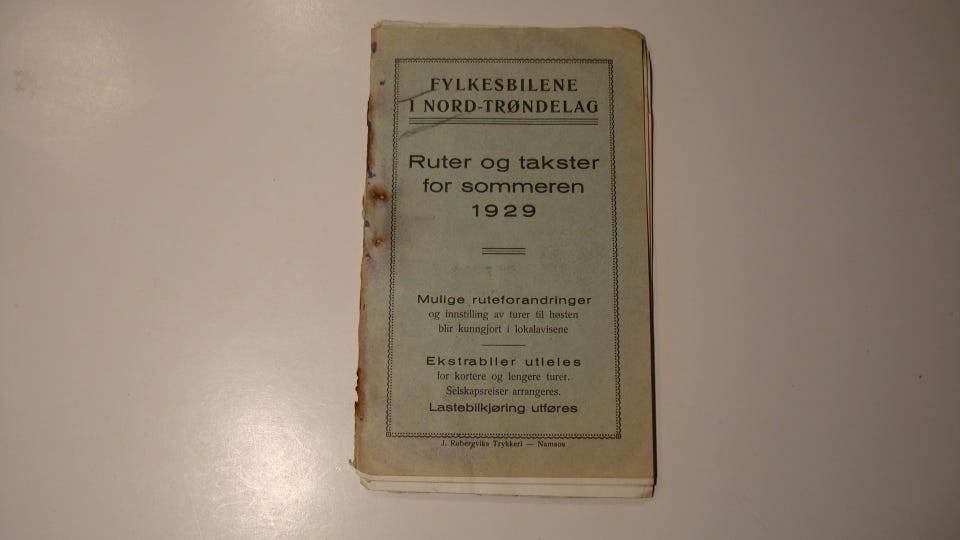 FYLKESBILENE
I NORD-TRØNDELAG
Ruter og takster
for sommeren
1929
Mulige ruteforandringer
og innstilling av turer til høsten
blir kunngjort i lokalavisene
Ekstrabiler utleies
for kortere og lengere turer.
Selskapsreiser arrangeres.
Lastebilkjøring utføres
J. Røbergviks Trykkeri — Namsos